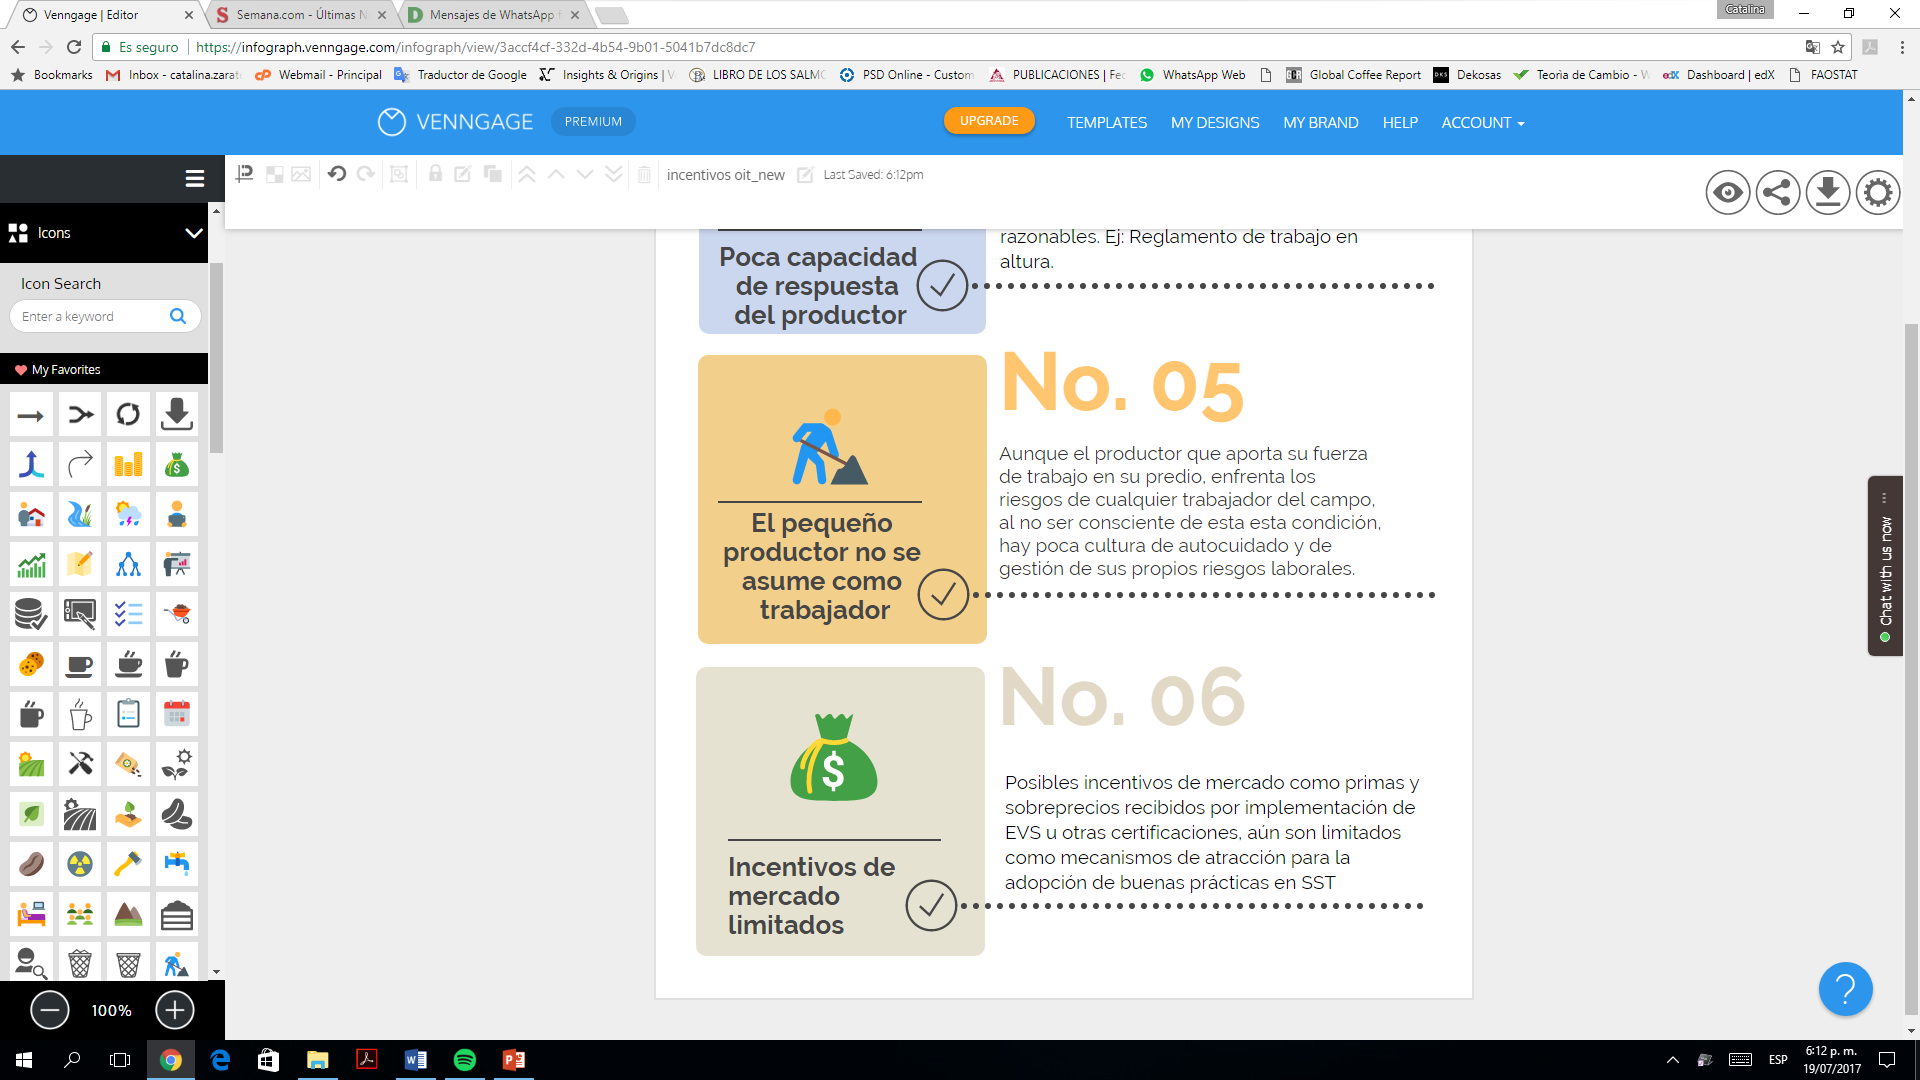 Venngage | Editor
Semana.com - Últimas N
Mensajes de WhatsApp
Catalina
Es seguro
https://infograph.venngage.com/infograph/view/3accf4cf-332d-4b54-9b01-5041b7dc8dc7
Bookmarks
Inbox - catalina.zarat
Webmail - Principal
Traductor de Google
Insights & Origins |
LIBRO DE LOS SALMO
PSD Online - Custom
PUBLICACIONES | Fe
WhatsApp Web
Global Coffee Report
Dekosas
Teoría de Cambio -
Dashboard | edX
FAOSTAT
VENNGAGE
PREMIUM
UPGRADE
TEMPLATES
MY DESIGNS
MY BRAND
HELP
ACCOUNT
incentivos oit_new
Last Saved: 6:12pm
Icons
Icon Search
Enter a keyword
My Favorites
100%
Poca capacidad
de respuesta
del productor
razonables. Ej: Reglamento de trabajo en
altura.
El pequeño
productor no se
asume como
trabajador
No. 05
Aunque el productor que aporta su fuerza
de trabajo en su predio, enfrenta los
riesgos de cualquier trabajador del campo,
al no ser consciente de esta esta condición,
hay poca cultura de autocuidado y de
gestión de sus propios riesgos laborales.
$
Incentivos de
mercado
limitados
No. 06
Posibles incentivos de mercado como primas y
sobreprecios recibidos por implementación de
EVS u otras certificaciones, aún son limitados
como mecanismos de atracción para la
adopción de buenas prácticas en SST
Chat with us now
?
ESP
6:12 p. m.
19/07/2017